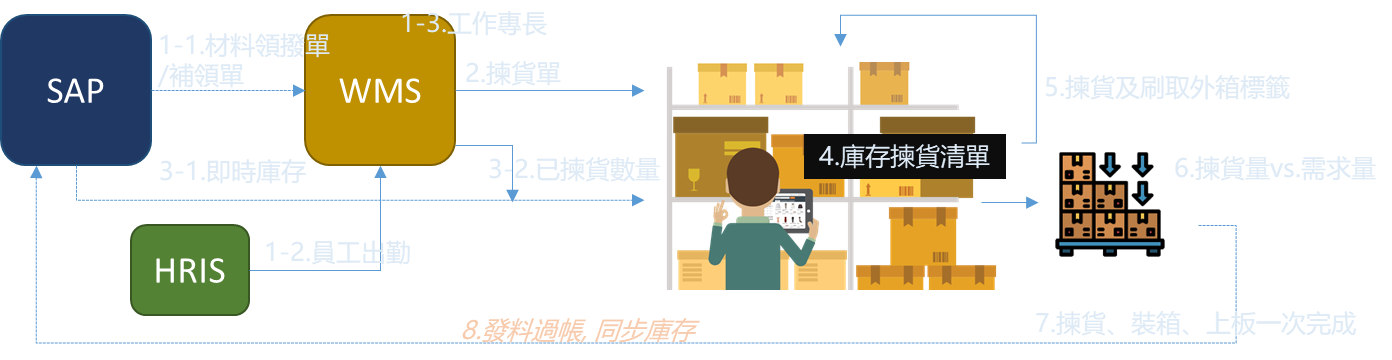 SAP
1-1.材料領撥單
/補領單
WMS
1-3.工作專長
2.揀貨單
3-1.即時庫存
3-2.已揀貨數量
HRIS
1-2.員工出勤
4.庫存揀貨清單
5.揀貨及刷取外箱標籤
6.揀貨量vs.需求量
7.揀貨、裝箱、上板一次完成
8.發料過帳, 同步庫存